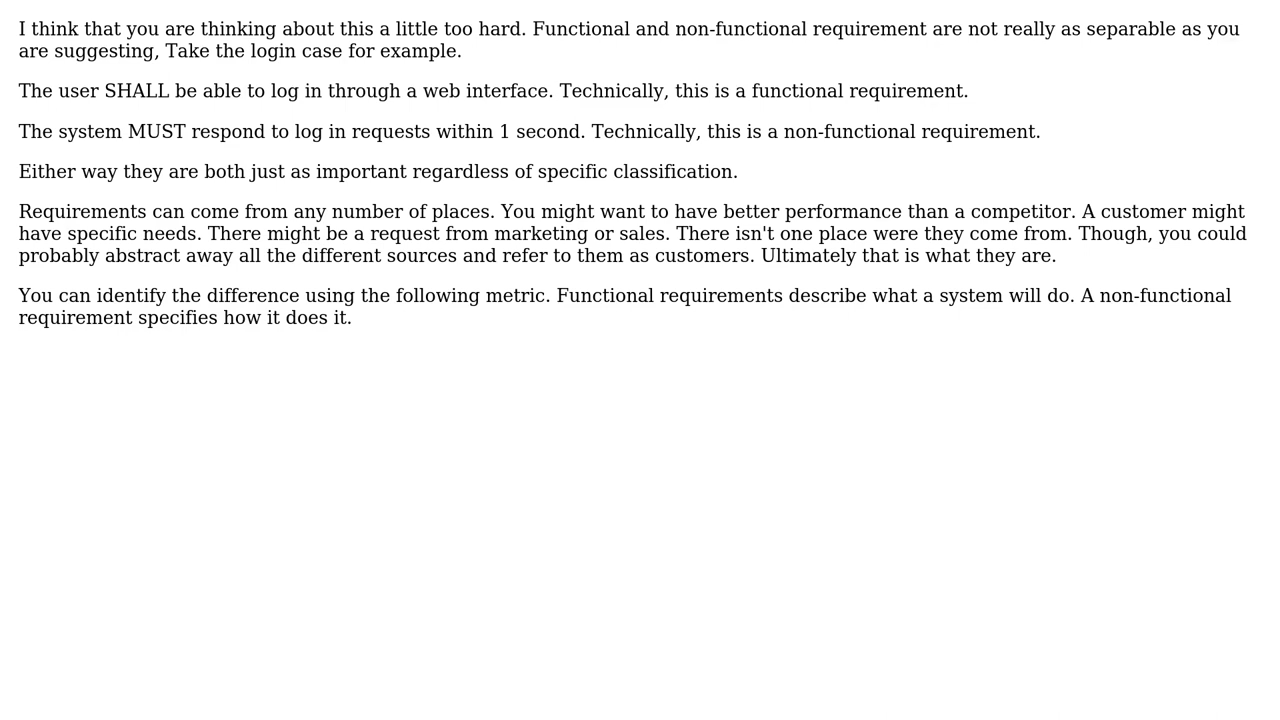 I think that you are thinking about this a little too hard. Functional and non-functional requirement are not really as separable as you
are suggesting, Take the login case for example.
The user SHALL be able to log in through a web interface. Technically, this is a functional requirement.
The system MUST respond to log in requests within 1 second. Technically, this is a non-functional requirement.
Either way they are both just as important regardless of specific classification.
Requirements can come from any number of places. You might want to have better performance than a competitor. A customer might
have specific needs. There might be a request from marketing or sales. There isn't one place were they come from. Though, you could
probably abstract away all the different sources and refer to them as customers. Ultimately that is what they are.
You can identify the difference using the following metric. Functional requirements describe what a system will do. A non-functional
requirement specifies how it does it.